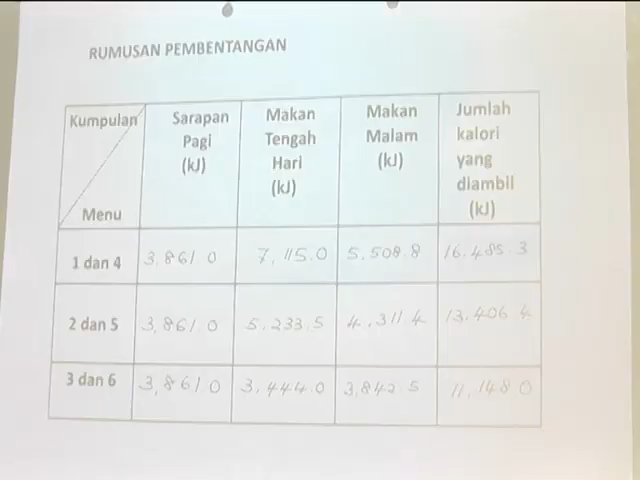 RUMUSAN PEMBENTANGAN
Kumpulan
Menu
Sarapan
Pagi
(kJ)
Makan
Tengah
Hari
(kJ)
Makan
Malam
(kJ)
Jumlah
kalori
yang
diambil
(kJ)
1 dan 4 3,861.0 7,115.0 5,508.8 16,485.3
2 dan 5 3,861.0 5,233.5 4,311.4 13,406.4
3 dan 6 3,861.0 3,444.0 3,842.5 11,148.0